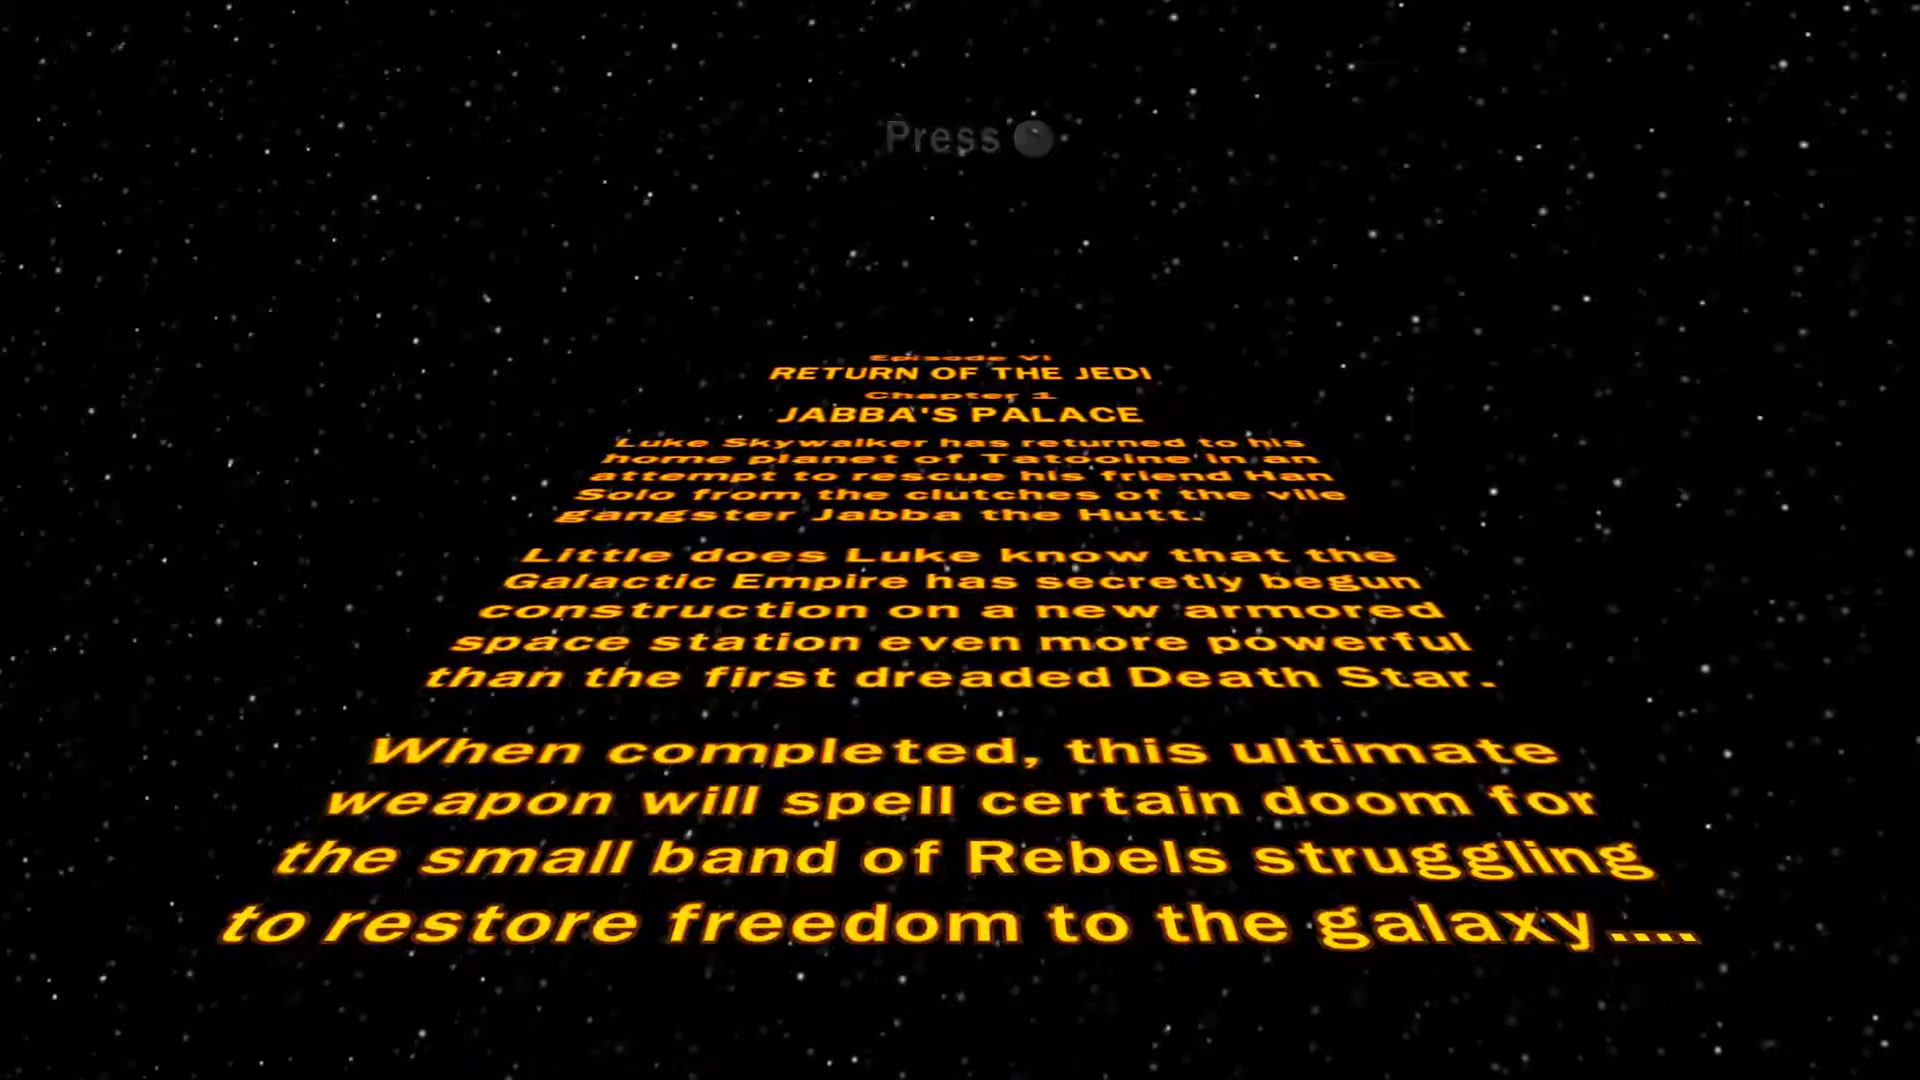 Press
Episode VI
RETURN OF THE JEDI
Chapter 1
JABBA'S PALACE
Luke Skywalker has returned to his
home planet of Tatooine in an
attempt to rescue his friend Han
Solo from the clutches of the vile
gangster Jabba the Hutt.
Little does Luke know that the
Galactic Empire has secretly begun
construction on a new armored
space station even more powerful
than the first dreaded Death Star.
When completed, this ultimate
weapon will spell certain doom for
the small band of Rebels struggling
to restore freedom to the galaxy....